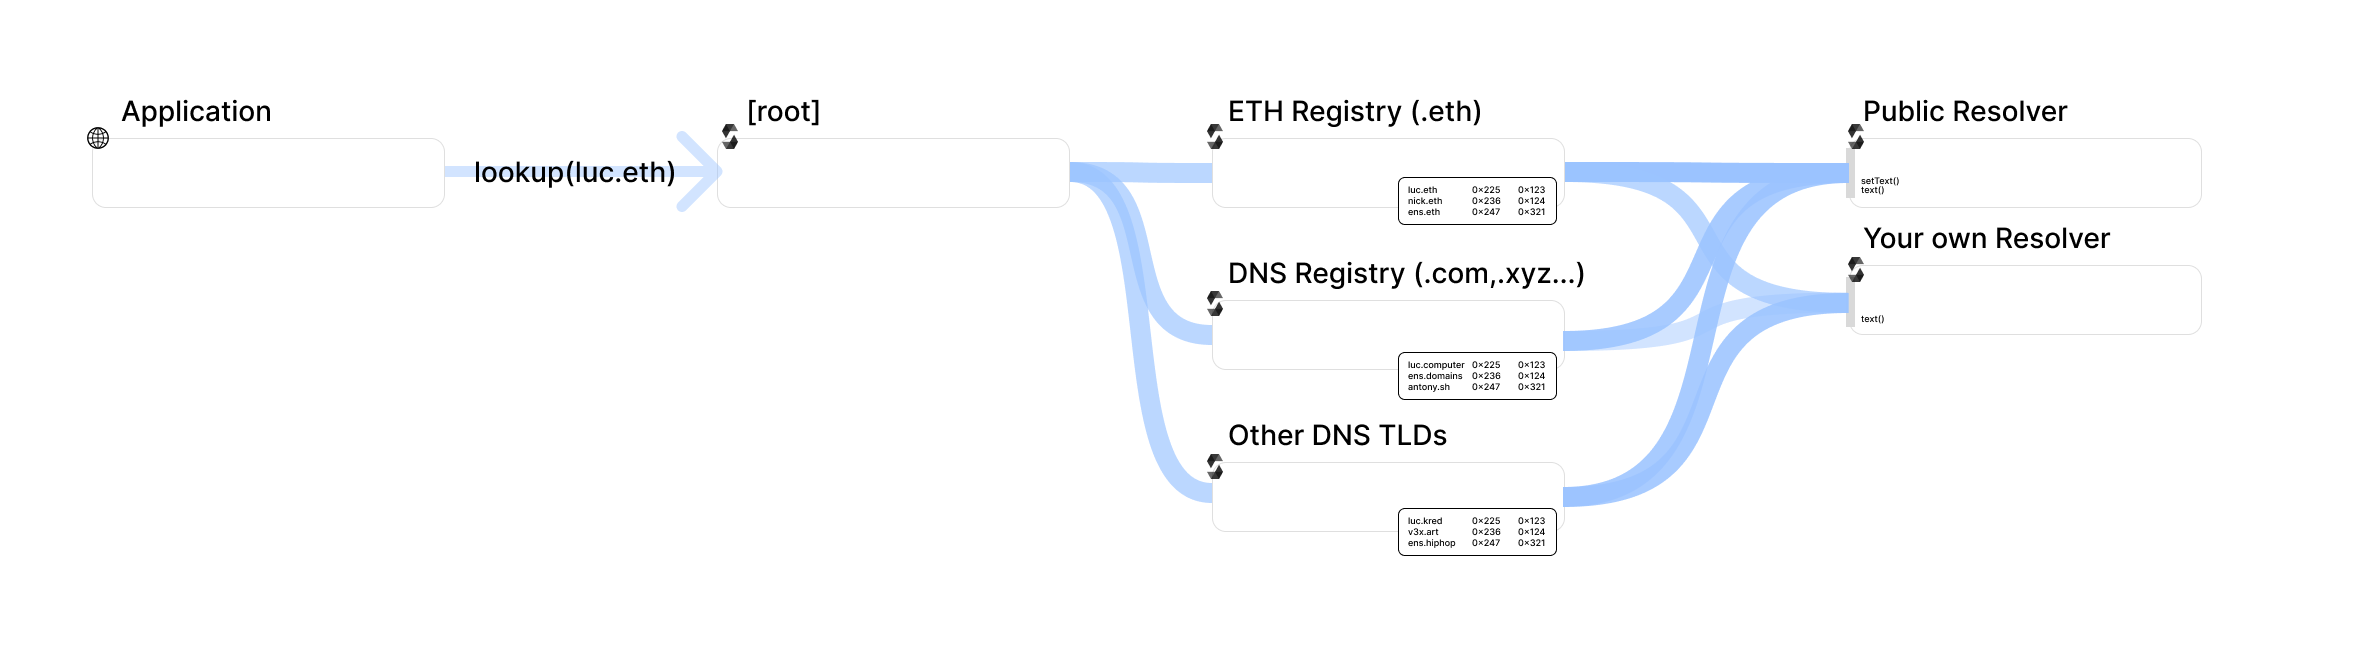 Application
lookup(luc.eth)
[root]
ETH Registry (.eth)
luc.eth 0×225 0×123
nick.eth 0×236 0×124
ens.eth 0×247 0×321
DNS Registry (.com,.xyz...)
luc.computer 0×225 0×123
ens.domains 0×236 0×124
antony.sh 0×247 0×321
Other DNS TLDs
luc.kred 0×225 0×123
v3x.art 0×236 0×124
ens.hiphop 0×247 0×321
Public Resolver
setText()
text()
Your own Resolver
text()